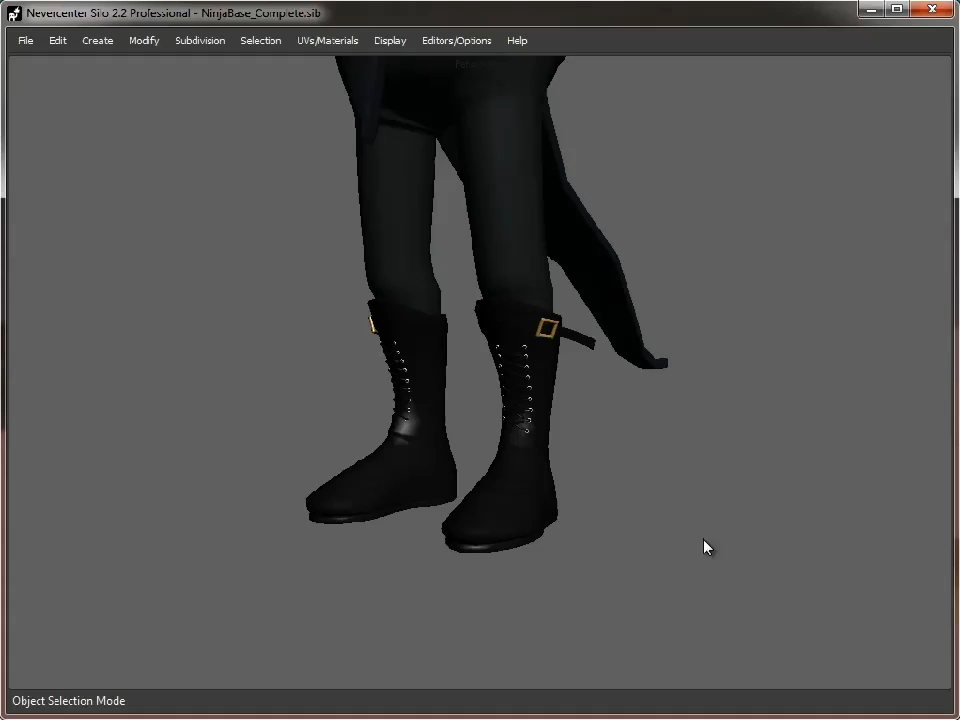 Nevercenter Silo 2.2 Professional - NinjaBase_Complete.sib
File Edit Create Modify Subdivision Selection UVs/Materials Display Editors/Options Help
Object Selection Mode